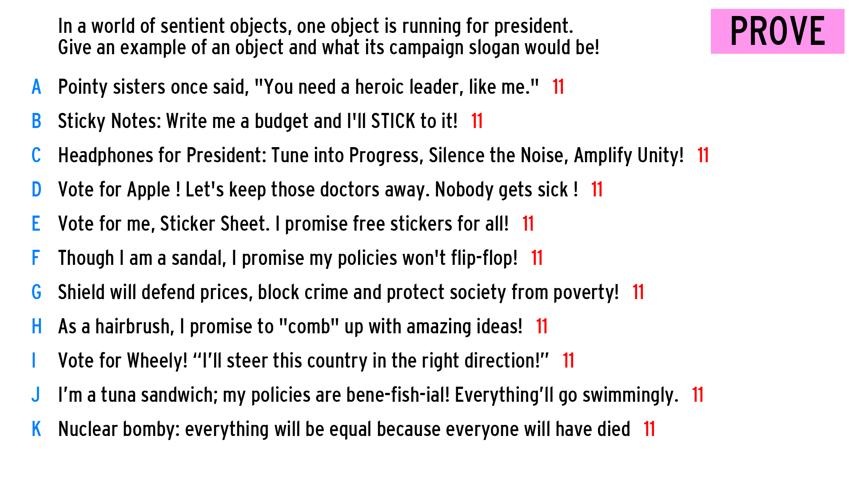 In a world of sentient objects, one object is running for president.
Give an example of an object and what its campaign slogan would be!
PROVE
A Pointy sisters once said, "You need a heroic leader, like me." 11
B Sticky Notes: Write me a budget and I'll STICK to it! 11
C Headphones for President: Tune into Progress, Silence the Noise, Amplify Unity! 11
D Vote for Apple ! Let's keep those doctors away. Nobody gets sick ! 11
E Vote for me, Sticker Sheet. I promise free stickers for all! 11
F Though I am a sandal, I promise my policies won't flip-flop! 11
G Shield will defend prices, block crime and protect society from poverty! 11
H As a hairbrush, I promise to "comb" up with amazing ideas! 11
I Vote for Wheely! “I’ll steer this country in the right direction!” 11
J I’m a tuna sandwich; my policies are bene-fish-ial! Everything’ll go swimmingly. 11
K Nuclear bomby: everything will be equal because everyone will have died 11